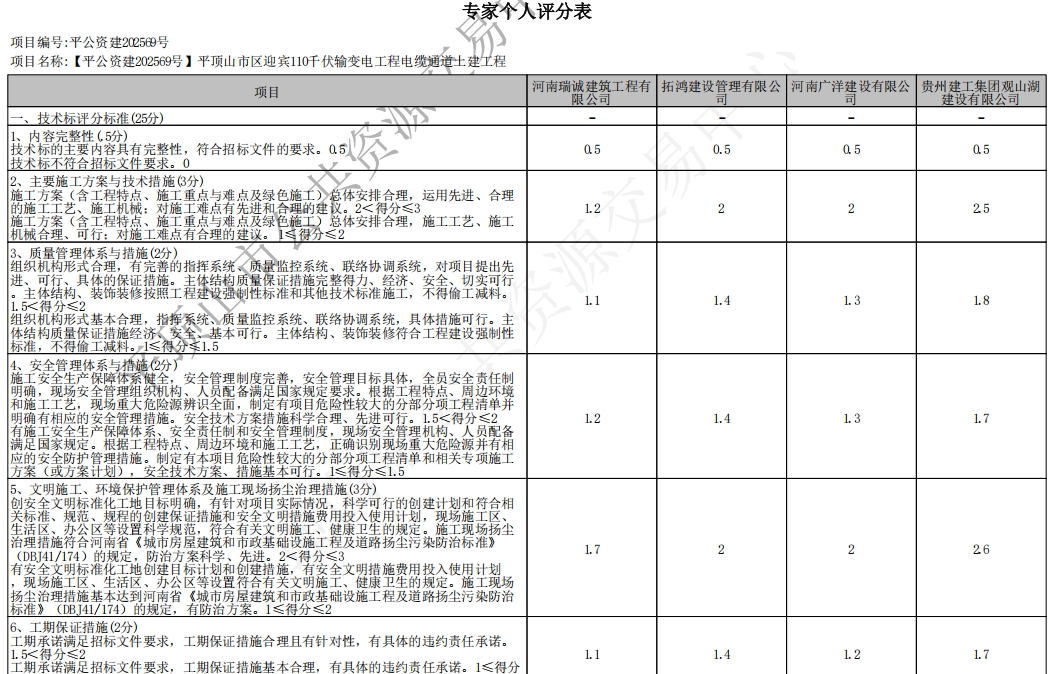 专家个人评分表
项目编号:平公资建202569号
项目名称:【平公资建202569号】平顶山市区迎宾110千伏输变电工程电缆通道土建工程
项目
河南瑞诚建筑工程有
限公司
拓鸿建设管理有限公
司
河南广洋建设有限公
司
贵州建工集团观山湖
建设有限公司
一、技术标评分标准(25分)
-
-
-
-
1、内容完整性(.5分)
技术标的主要内容具有完整性，符合招标文件的要求。0.5
技术标不符合招标文件要求。0
0.5
0.5
0.5
0.5
2、主要施工方案与技术措施(3分)
施工方案（含工程特点、施工重点与难点及绿色施工）总体安排合理，运用先进、合理
的施工工艺、施工机械；对施工难点有先进和合理的建议。2＜得分≤3
施工方案（含工程特点、施工重点与难点及绿色施工）总体安排合理，施工工艺、施工
机械合理、可行；对施工难点有合理的建议。1≤得分≤2
1.2
2
2
2.5
3、质量管理体系与措施(2分)
组织机构形式合理，有完善的指挥系统、质量监控系统、联络协调系统，对项目提出先
进、可行、具体的保证措施。主体结构质量保证措施完整得力、经济、安全、切实可行
。主体结构、装饰装修按照工程建设强制性标准和其他技术标准施工，不得偷工减料。
1.5＜得分≤2
组织机构形式基本合理，指挥系统、质量监控系统、联络协调系统，具体措施可行。主
体结构质量保证措施经济、安全、基本可行。主体结构、装饰装修符合工程建设强制性
标准，不得偷工减料。1≤得分≤1.5
1.1
1.4
1.3
1.8
4、安全管理体系与措施(2分)
施工安全生产保障体系健全，安全管理制度完善，安全管理目标具体，全员安全责任制
明确，现场安全管理组织机构、人员配备满足国家规定要求。根据工程特点、周边环境
和施工工艺，现场重大危险源辨识全面，制定有项目危险性较大的分部分项工程清单并
明确有相应的安全管理措施。安全技术方案措施科学合理、先进可行。1.5＜得分≤2
有施工安全生产保障体系、安全责任制和安全管理制度，现场安全管理机构、人员配备
满足国家规定。根据工程特点、周边环境和施工工艺，正确识别现场重大危险源并有相
应的安全防护管理措施。制定有本项目危险性较大的分部分项工程清单和相关专项施工
方案（或方案计划），安全技术方案、措施基本可行。1≤得分≤1.5
1.2
1.4
1.3
1.7
5、文明施工、环境保护管理体系及施工现场扬尘治理措施(3分)
创安全文明标准化工地目标明确，有针对项目实际情况，科学可行的创建计划和符合相
关标准、规范、规程的创建保证措施和安全文明措施费用投入使用计划，现场施工区、
生活区、办公区等设置科学规范，符合有关文明施工、健康卫生的规定。施工现场扬尘
治理措施符合河南省《城市房屋建筑和市政基础设施工程及道路扬尘污染防治标准》
（DBJ41/174）的规定，防治方案科学、先进。2＜得分≤3
有安全文明标准化工地创建目标计划和创建措施，有安全文明措施费用投入使用计划
，现场施工区、生活区、办公区等设置符合有关文明施工、健康卫生的规定。施工现场
扬尘治理措施基本达到河南省《城市房屋建筑和市政基础设施工程及道路扬尘污染防治
标准》（DBJ41/174）的规定，有防治方案。1≤得分≤2
1.7
2
2
2.6
6、工期保证措施(2分)
工期承诺满足招标文件要求，工期保证措施合理且有针对性，有具体的违约责任承诺。
1.5＜得分≤2
工期承诺满足招标文件要求，工期保证措施基本合理，有具体的违约责任承诺。1≤得分
1.1
1.4
1.2
1.7
平顶山市公共资源交易中
共资源交易中心